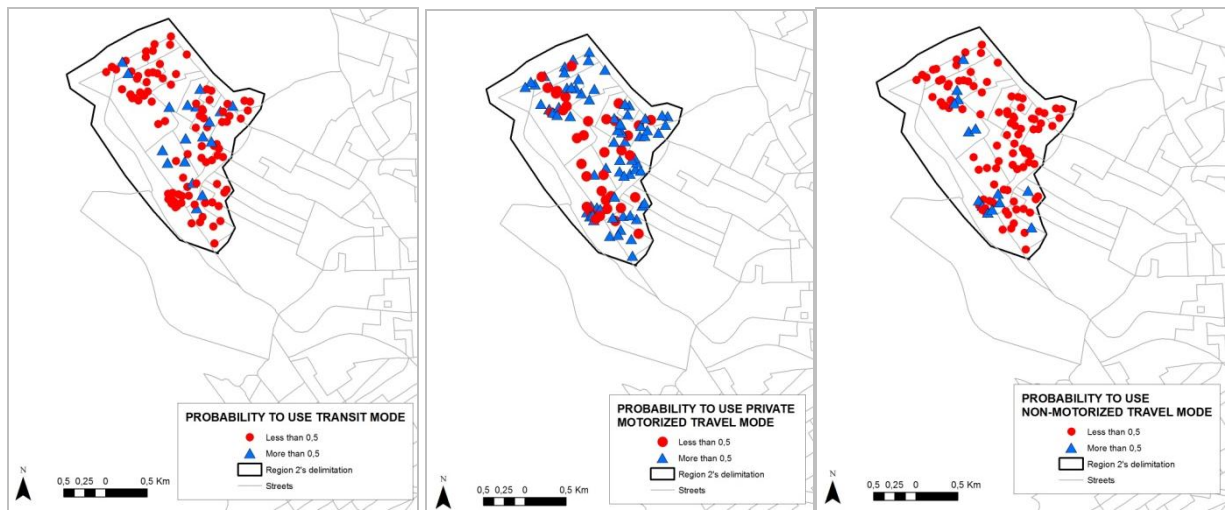 PROBABILITY TO USE TRANSIT MODE
Less than 0,5
More than 0,5
Region 2's delimitation
Streets
N
0,5 0,25 0 0,5 Km
PROBABILITY TO USE PRIVATE
MOTORIZED TRAVEL MODE
Less than 0,5
More than 0,5
Region 2's delimitation
Streets
N
0,5 0,25 0 0,5 Km
PROBABILITY TO USE
NON-MOTORIZED TRAVEL MODE
Less than 0,5
More than 0,5
Region 2's delimitation
Streets
N
0,5 0,25 0 0,5 Km